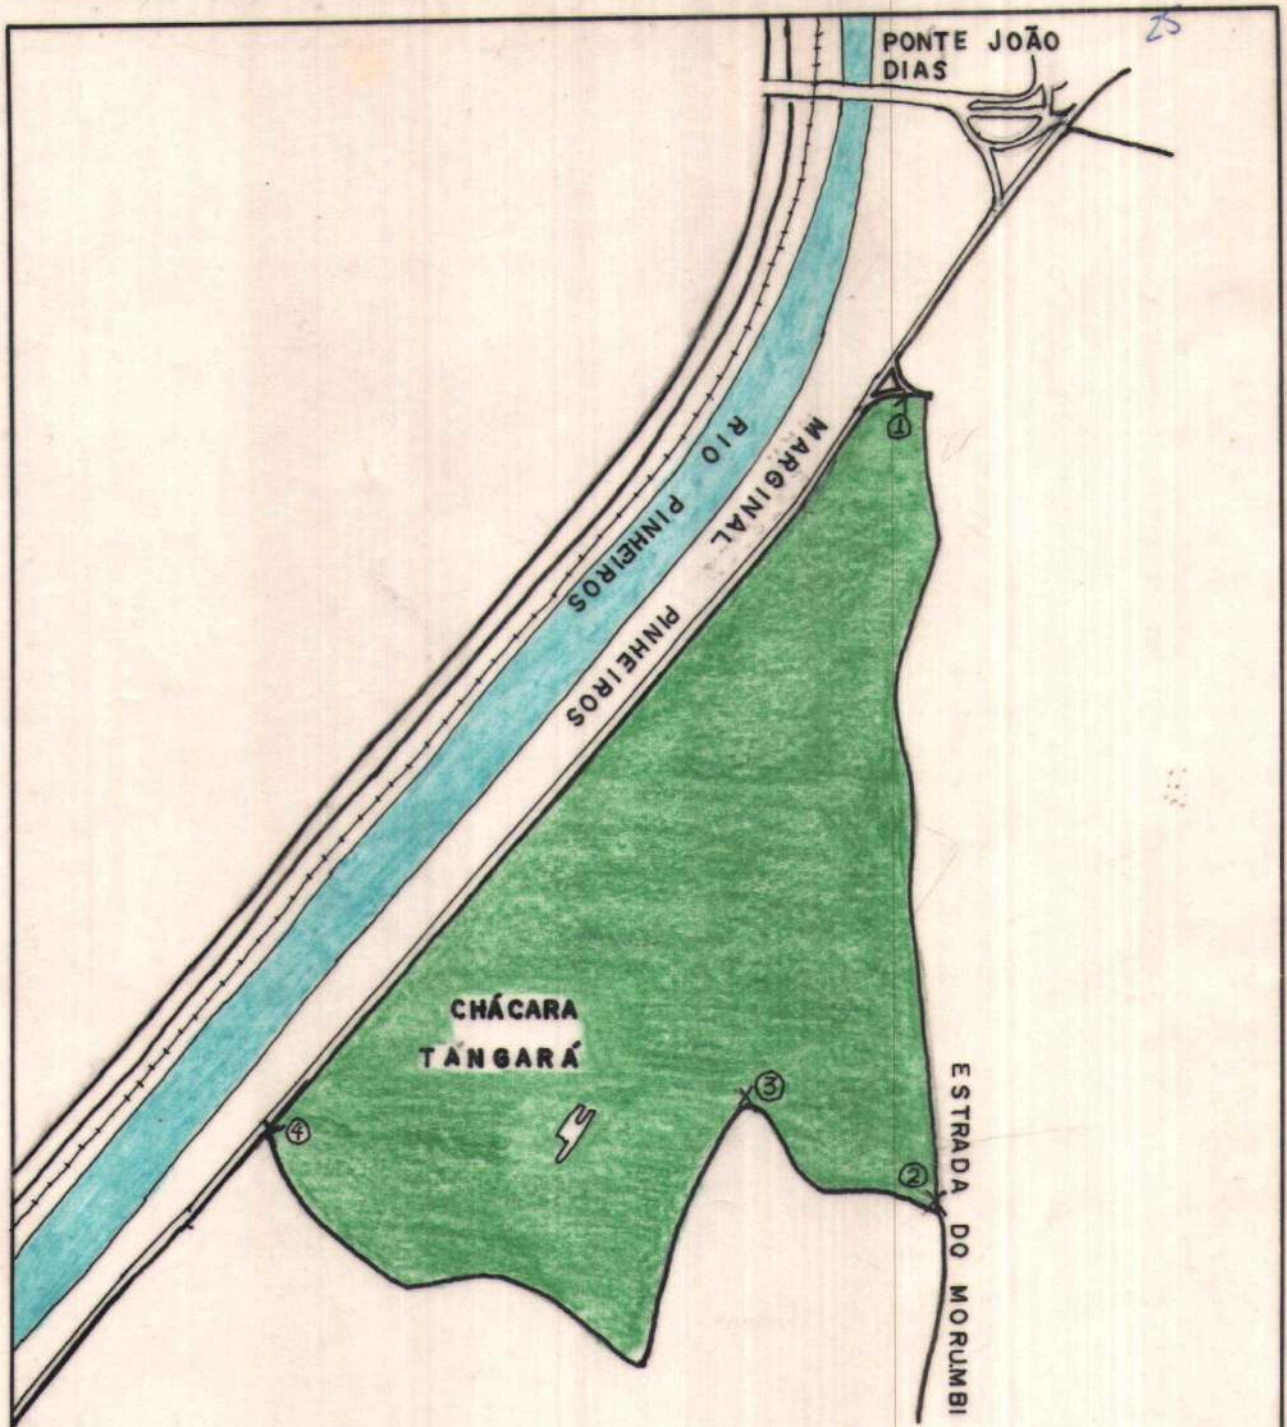 25
PONTE JOÃO
DIAS
①
RIO PINHEIROS
MARGINAL PINHEIROS
CHÁCARA
TANGARÁ
③
④
②
ESTRADA DO MORUMBI